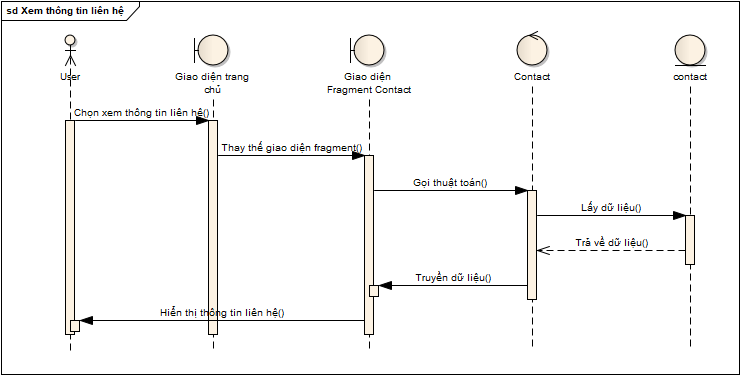 sd Xem thông tin liên hệ
User
Giao diện trang
chủ
Giao diện
Fragment Contact
Contact
contact
Chọn xem thông tin liên hệ()
Thay thế giao diện fragment()
Gọi thuật toán()
Lấy dữ liệu()
Trả về dữ liệu()
Truyền dữ liệu()
Hiển thị thông tin liên hệ()